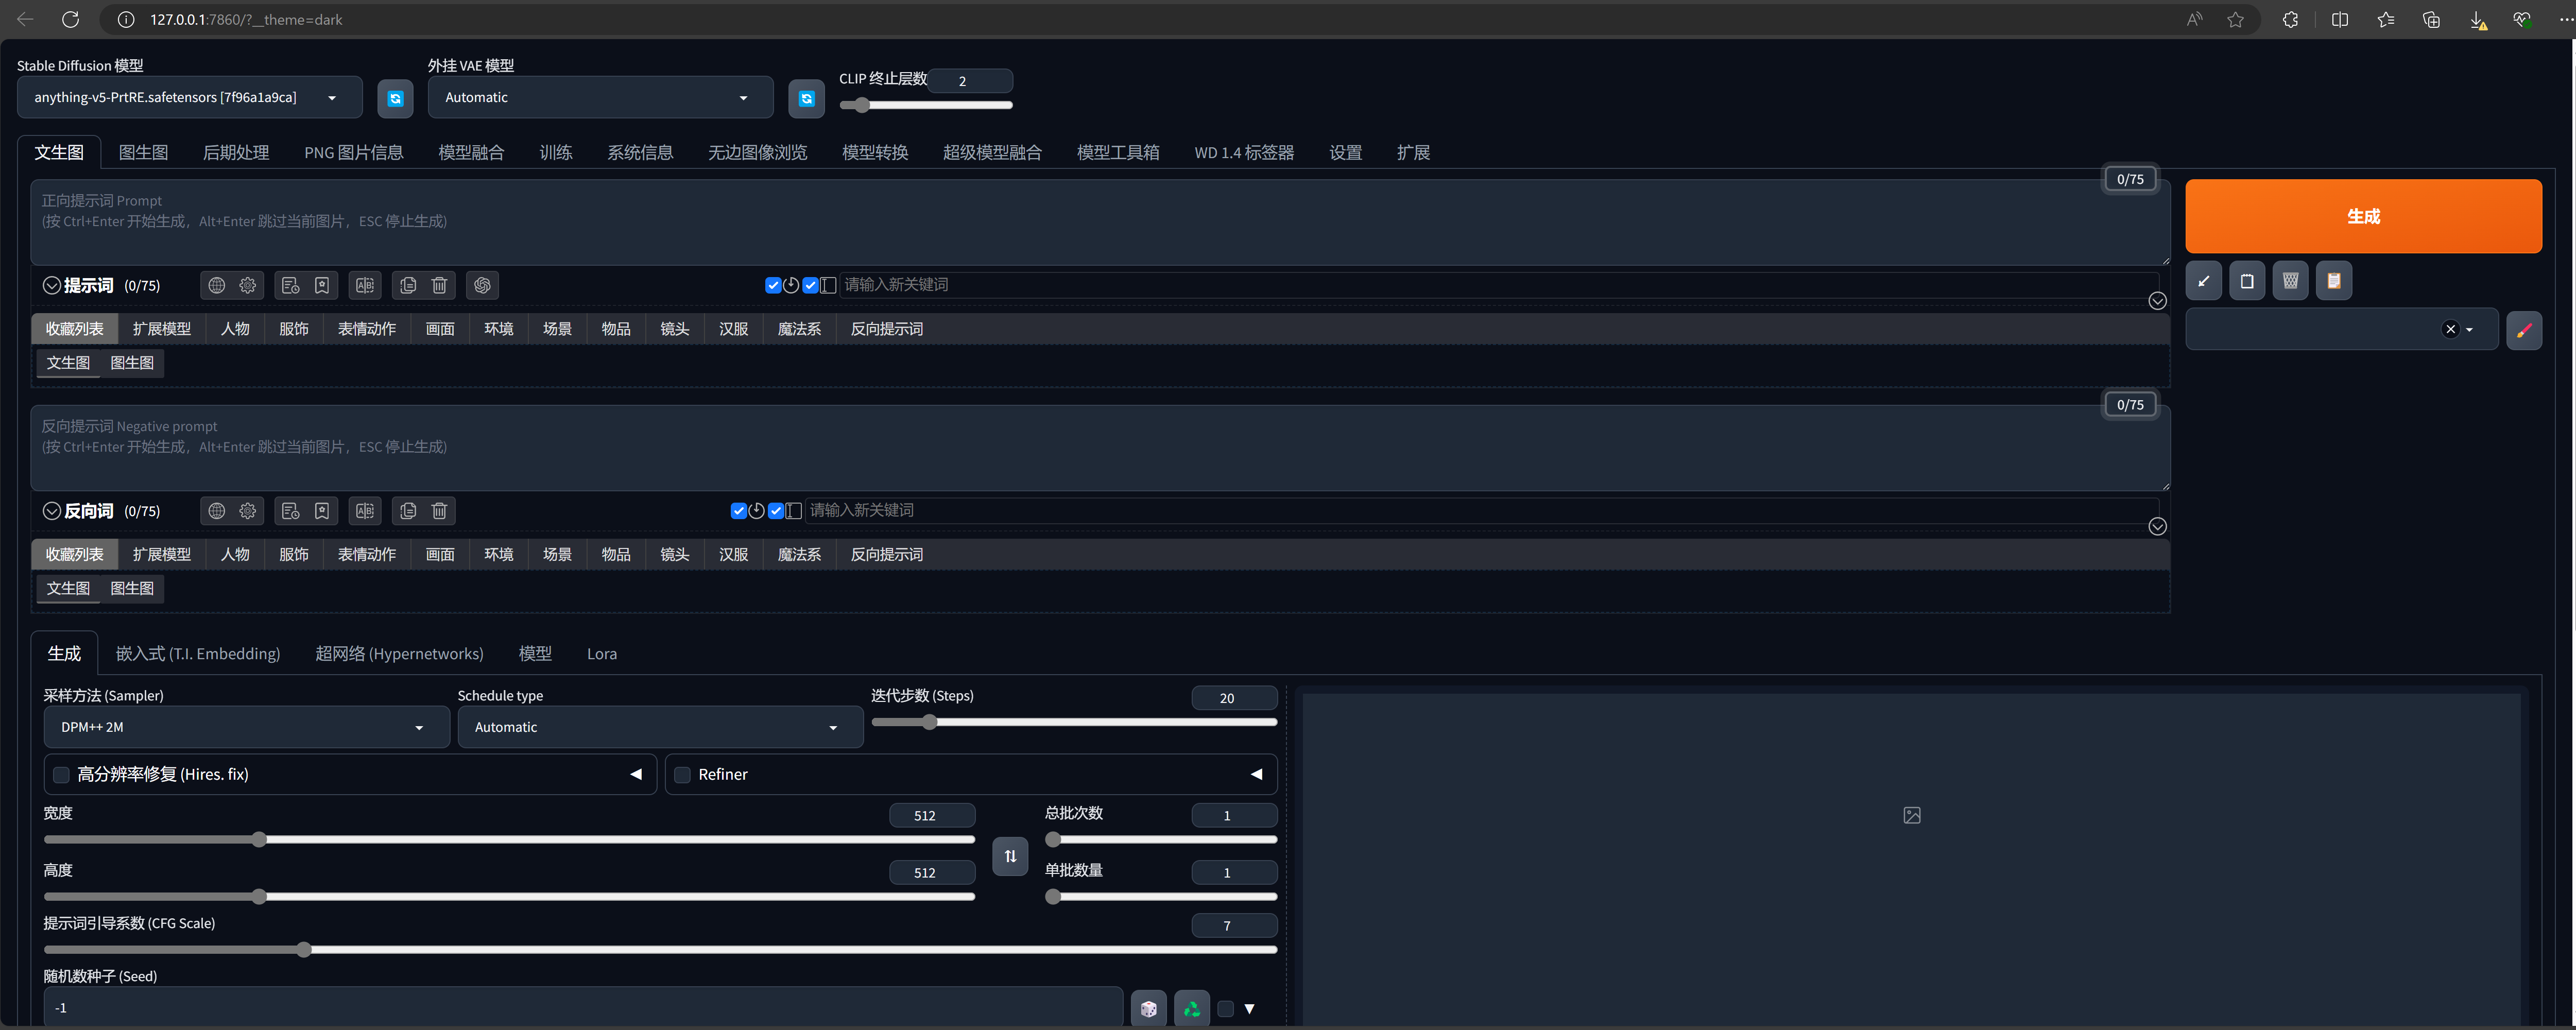 127.0.0.1:7860/?__theme=dark
Stable Diffusion 模型
外挂 VAE 模型
CLIP 终止层数
2
anything-v5-PrtRE.safetensors [7f96a1a9ca]
Automatic
文生图 图生图 后期处理 PNG 图片信息 模型融合 训练 系统信息 无边图像浏览 模型转换 超级模型融合 模型工具箱 WD 1.4 标签器 设置 扩展
0/75
正向提示词 Prompt
(按 Ctrl+Enter 开始生成，Alt+Enter 跳过当前图片，ESC 停止生成)
生成
提示词 (0/75)
请输入新关键词
收藏列表 扩展模型 人物 服饰 表情动作 画面 环境 场景 物品 镜头 汉服 魔法系 反向提示词
文生图 图生图
0/75
反向提示词 Negative prompt
(按 Ctrl+Enter 开始生成，Alt+Enter 跳过当前图片，ESC 停止生成)
反向词 (0/75)
请输入新关键词
收藏列表 扩展模型 人物 服饰 表情动作 画面 环境 场景 物品 镜头 汉服 魔法系 反向提示词
文生图 图生图
生成 嵌入式 (T.I. Embedding) 超网络 (Hypernetworks) 模型 Lora
采样方法 (Sampler)
Schedule type
迭代步数 (Steps)
20
DPM++ 2M
Automatic
高分辨率修复 (Hires. fix)
Refiner
宽度
512
总批次数
1
高度
512
单批数量
1
提示词引导系数 (CFG Scale)
7
随机数种子 (Seed)
-1